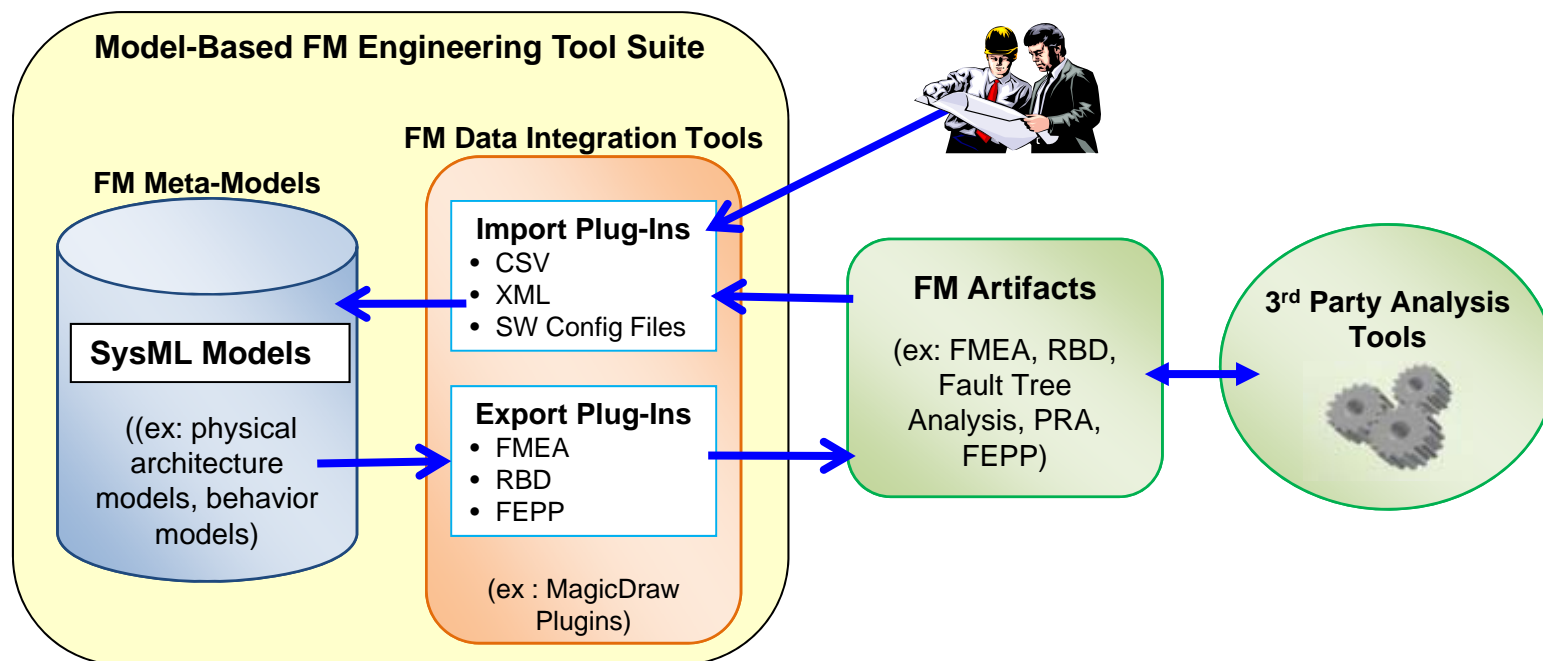 Model-Based FM Engineering Tool Suite
FM Data Integration Tools
FM Meta-Models
SysML Models
((ex: physical
architecture
models, behavior
models)
Import Plug-Ins
• CSV
• XML
• SW Config Files
Export Plug-Ins
• FMEA
• RBD
• FEPP
(ex : MagicDraw
Plugins)
FM Artifacts
(ex: FMEA, RBD,
Fault Tree
Analysis, PRA,
FEPP)
3rd Party Analysis
Tools